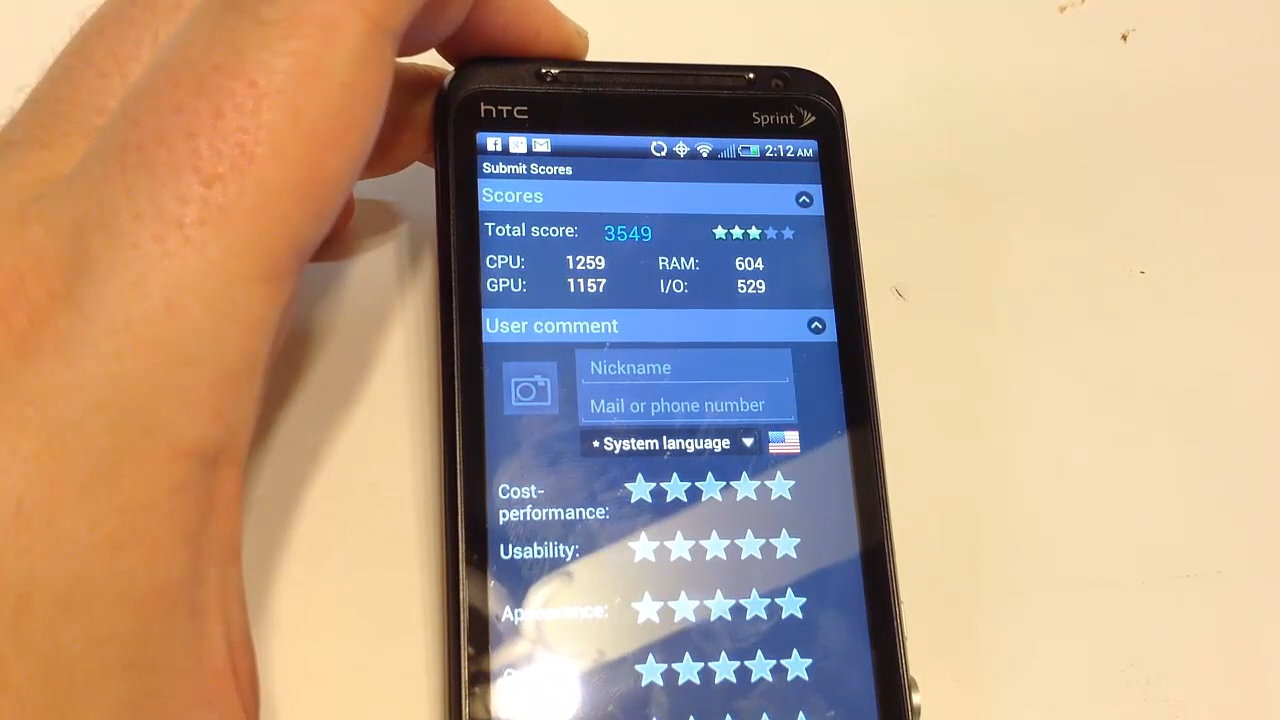 hTC
Sprint
2:12 AM
Submit Scores
Scores
Total score: 3549
CPU: 1259 RAM: 604
GPU: 1157 I/O: 529
User comment
Nickname
Mail or phone number
* System language
Cost-
performance:
Usability:
Appearance: